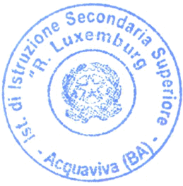 Ist. di Istruzione Secondaria Superiore
"R. Luxemburg
- Acquaviva (BA) -